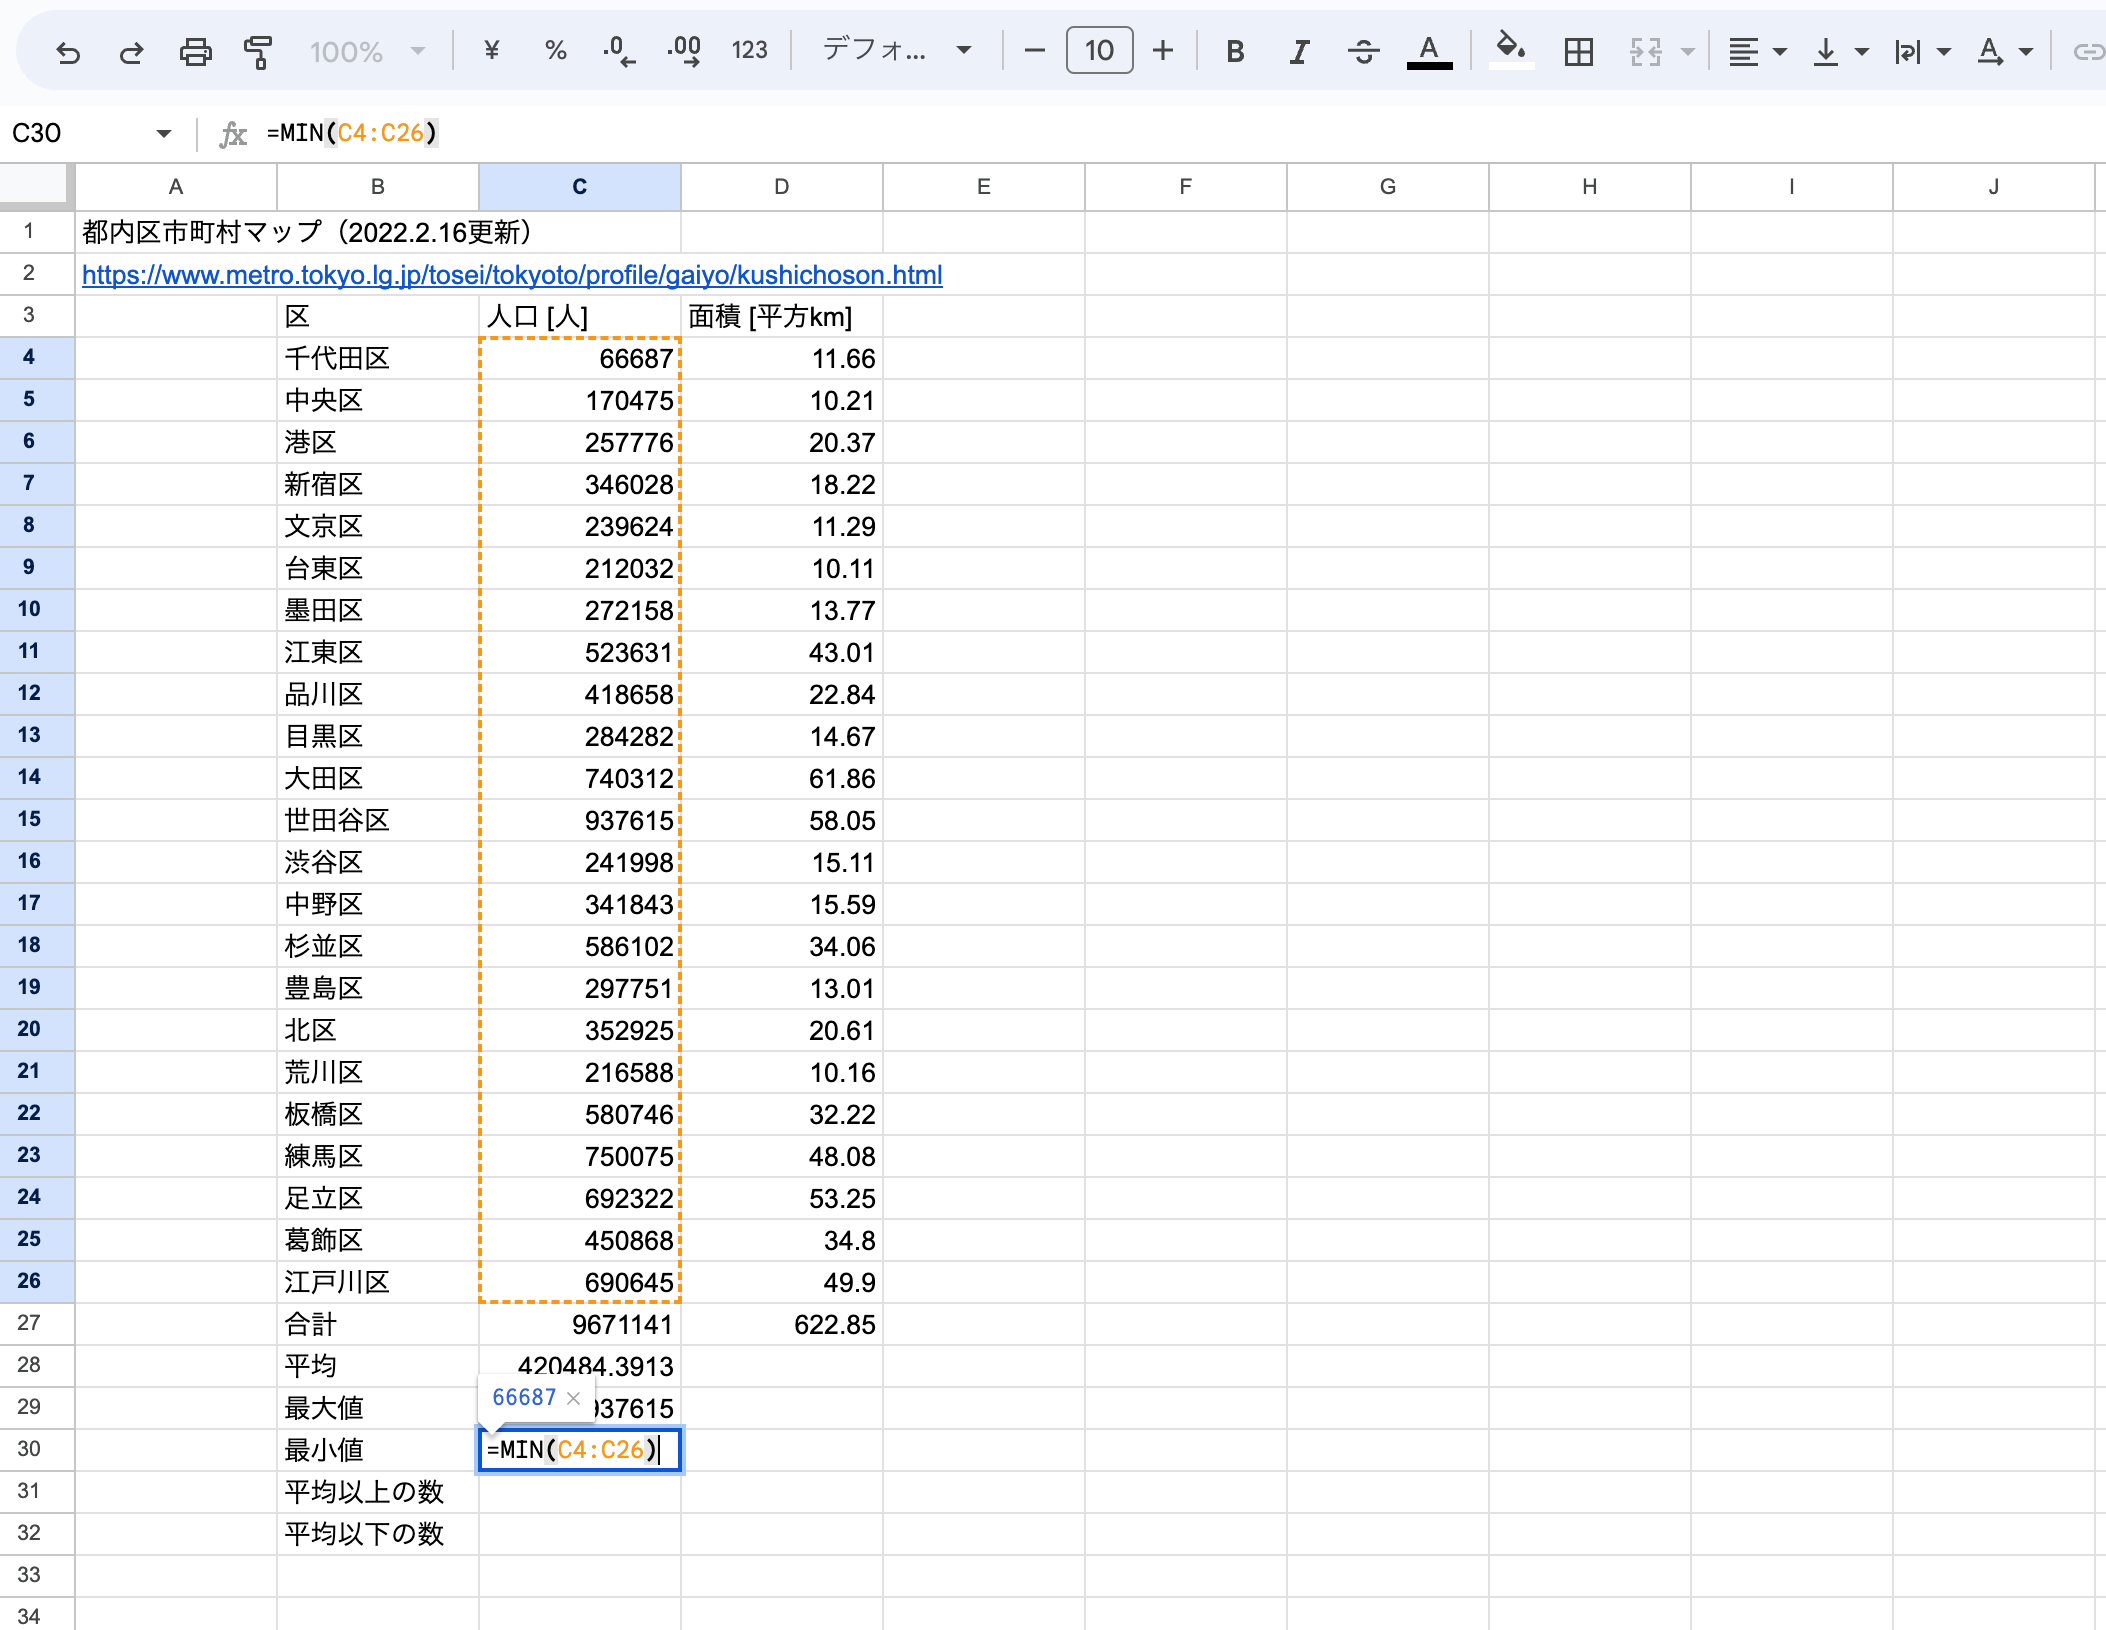 100% ¥ % .0 .00 123 デフォ... 10 B I A A
C30 fx =MIN(C4:C26)
A B C D E F G H I J
1 都内区市町村マップ（2022.2.16更新）
2 https://www.metro.tokyo.lg.jp/tosei/tokyoto/profile/gaiyo/kushichoson.html
3 区 人口 [人] 面積 [平方km]
4 千代田区 66687 11.66
5 中央区 170475 10.21
6 港区 257776 20.37
7 新宿区 346028 18.22
8 文京区 239624 11.29
9 台東区 212032 10.11
10 墨田区 272158 13.77
11 江東区 523631 43.01
12 品川区 418658 22.84
13 目黒区 284282 14.67
14 大田区 740312 61.86
15 世田谷区 937615 58.05
16 渋谷区 241998 15.11
17 中野区 341843 15.59
18 杉並区 586102 34.06
19 豊島区 297751 13.01
20 北区 352925 20.61
21 荒川区 216588 10.16
22 板橋区 580746 32.22
23 練馬区 750075 48.08
24 足立区 692322 53.25
25 葛飾区 450868 34.8
26 江戸川区 690645 49.9
27 合計 9671141 622.85
28 平均 420484.3913
66687 ×
29 最大値 937615
30 最小値 =MIN(C4:C26)
31 平均以上の数
32 平均以下の数
33
34